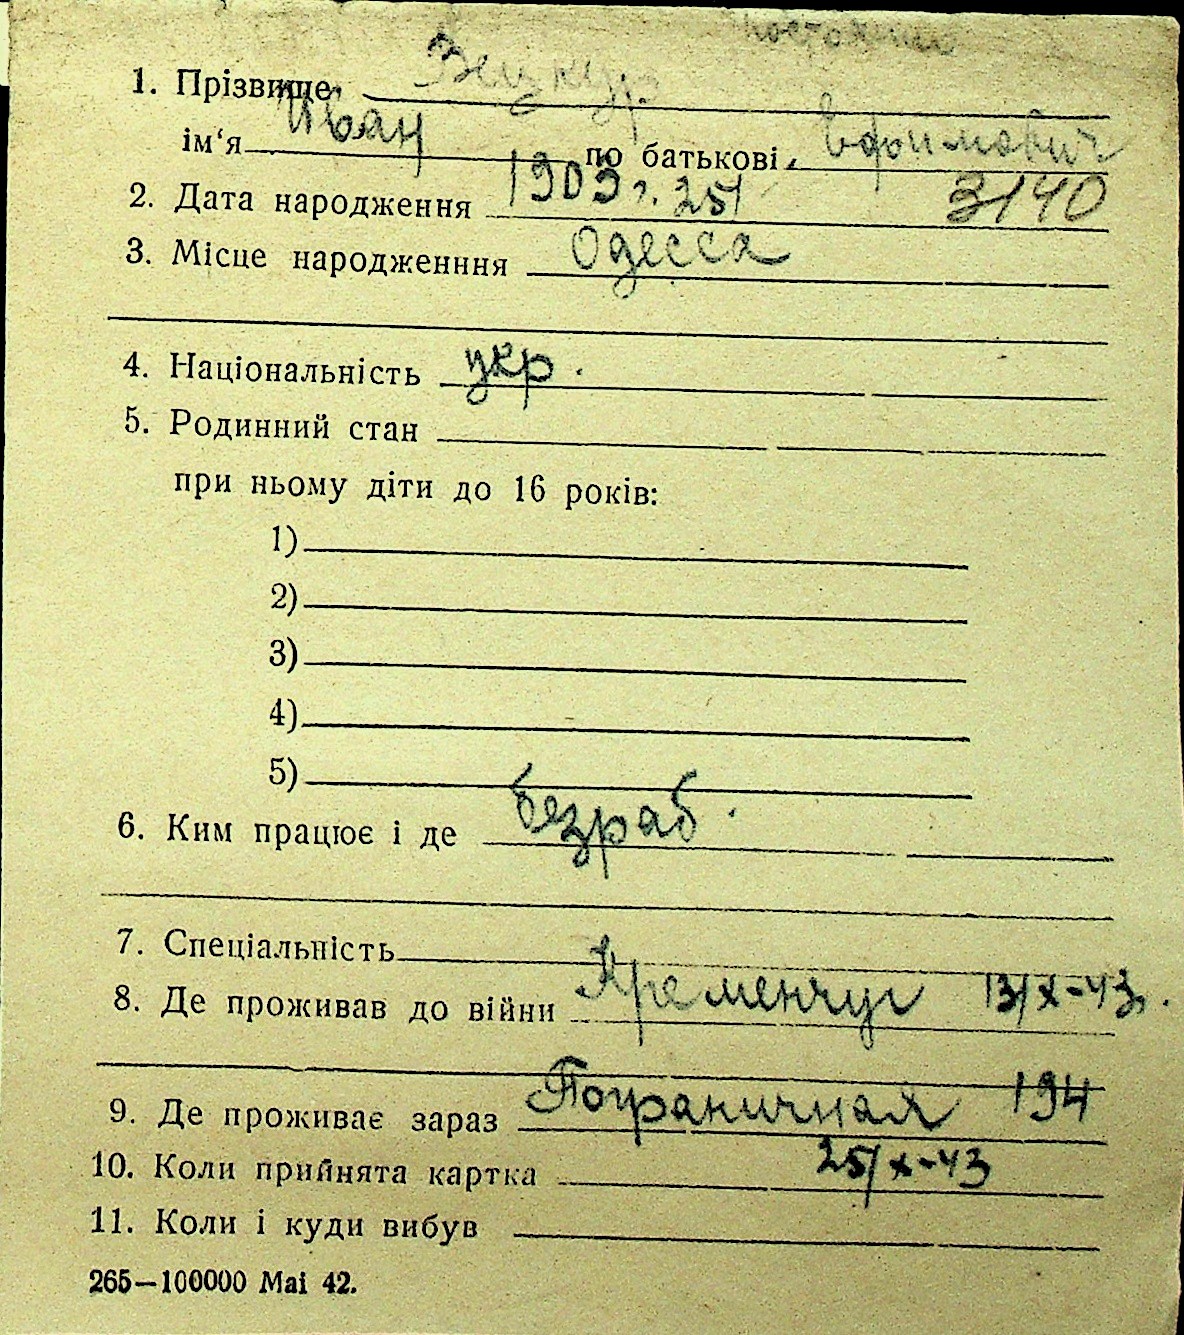 1. Прізвище
ім‘я Иван по батькові Ефимович
2. Дата народження 1903 г. 25/ 3140
3. Місце народженння Одесса
4. Національність укр.
5. Родинний стан
при ньому діти до 16 років:
1)
2)
3)
4)
5)
6. Ким працює і де безраб.
7. Спеціальність
8. Де проживав до війни Кременчуг 13/х-43.
9. Де проживає зараз Пограничная 194
10. Коли прийнята картка 25/х-43
11. Коли і куди вибув
265—100000 Mai 42.